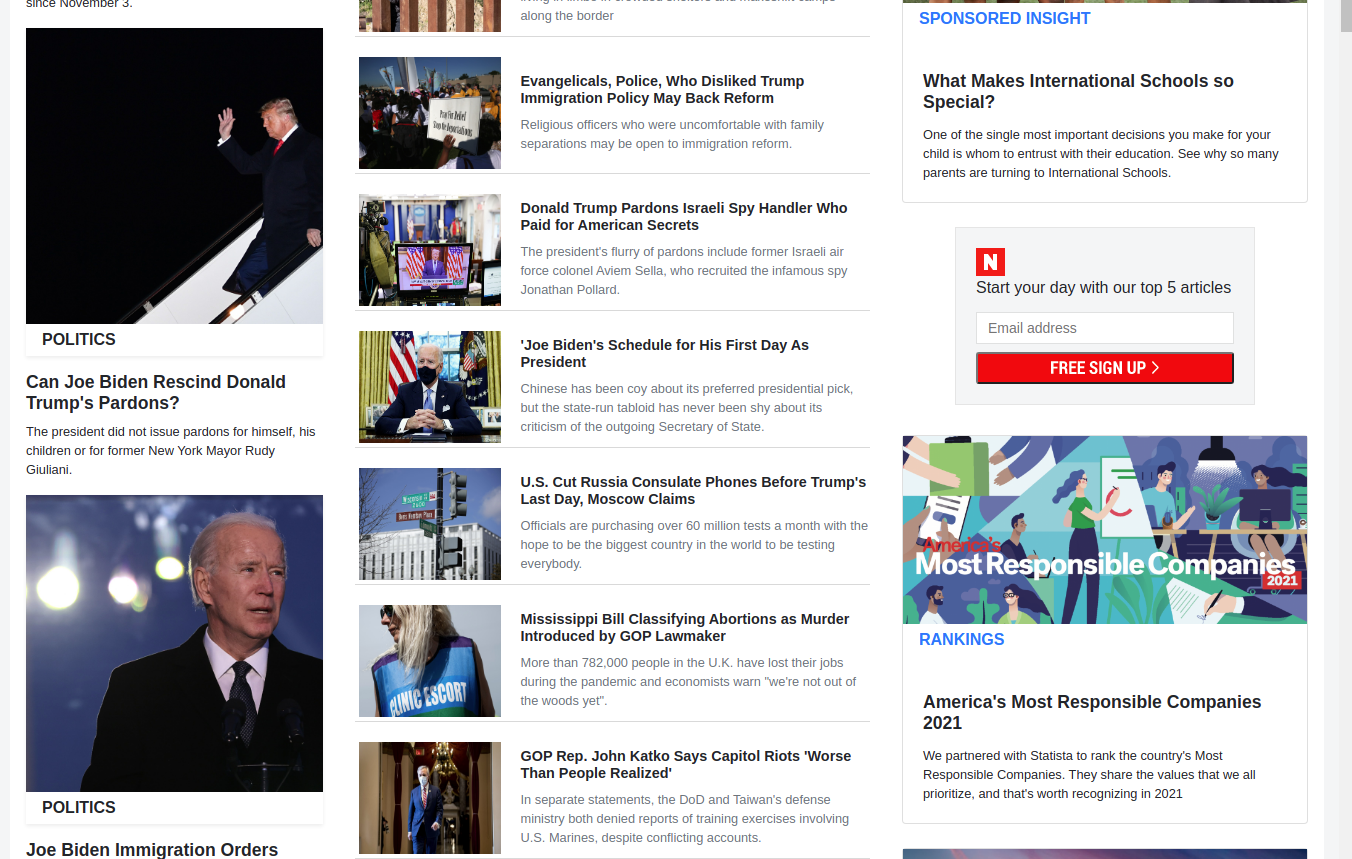 since November 3.
POLITICS
Can Joe Biden Rescind Donald
Trump's Pardons?
The president did not issue pardons for himself, his
children or for former New York Mayor Rudy
Giuliani.
POLITICS
Joe Biden Immigration Orders
along the border
Evangelicals, Police, Who Disliked Trump
Immigration Policy May Back Reform
Religious officers who were uncomfortable with family
separations may be open to immigration reform.
Pray For Relief
Stop the Deportations
Donald Trump Pardons Israeli Spy Handler Who
Paid for American Secrets
The president's flurry of pardons include former Israeli air
force colonel Aviem Sella, who recruited the infamous spy
Jonathan Pollard.
'Joe Biden's Schedule for His First Day As
President
Chinese has been coy about its preferred presidential pick,
but the state-run tabloid has never been shy about its
criticism of the outgoing Secretary of State.
U.S. Cut Russia Consulate Phones Before Trump's
Last Day, Moscow Claims
Officials are purchasing over 60 million tests a month with the
hope to be the biggest country in the world to be testing
everybody.
Mississippi Bill Classifying Abortions as Murder
Introduced by GOP Lawmaker
More than 782,000 people in the U.K. have lost their jobs
during the pandemic and economists warn "we're not out of
the woods yet".
CLINIC ESCORT
GOP Rep. John Katko Says Capitol Riots 'Worse
Than People Realized'
In separate statements, the DoD and Taiwan's defense
ministry both denied reports of training exercises involving
U.S. Marines, despite conflicting accounts.
SPONSORED INSIGHT
What Makes International Schools so
Special?
One of the single most important decisions you make for your
child is whom to entrust with their education. See why so many
parents are turning to International Schools.
N
Start your day with our top 5 articles
Email address
FREE SIGN UP >
America's
Most Responsible Companies
2021
RANKINGS
America's Most Responsible Companies
2021
We partnered with Statista to rank the country's Most
Responsible Companies. They share the values that we all
prioritize, and that's worth recognizing in 2021